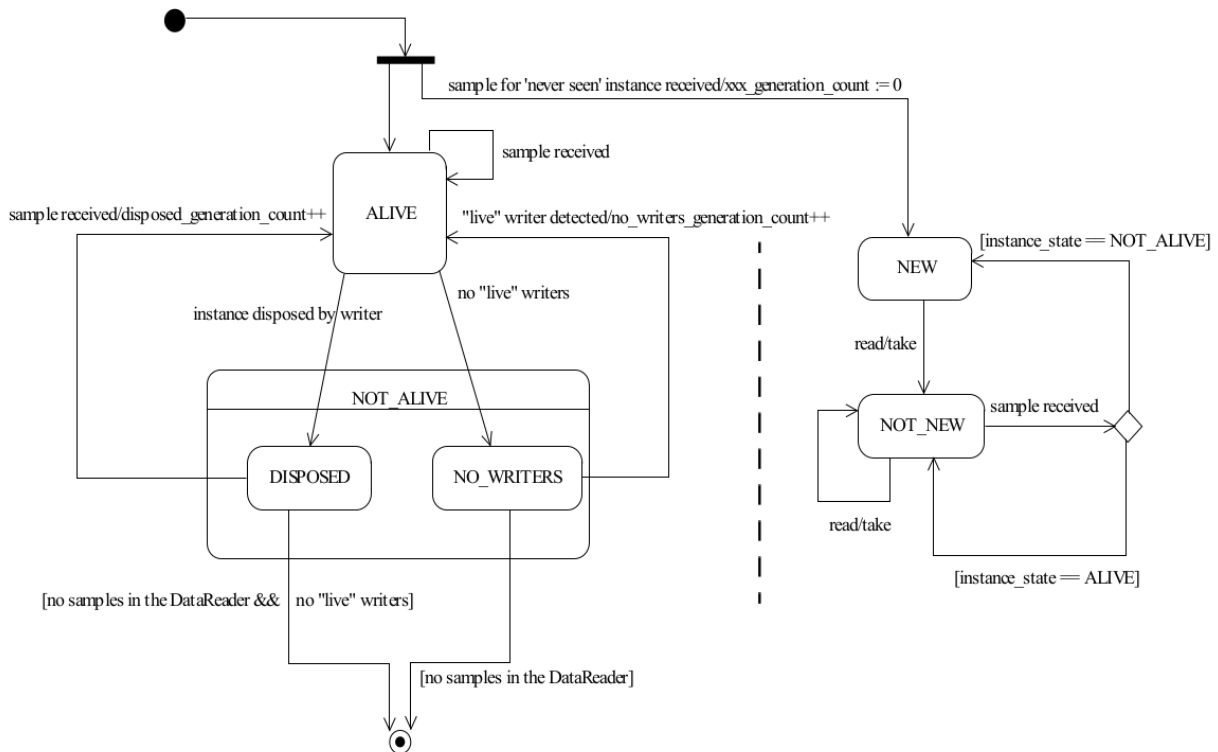 sample for 'never seen' instance received/xxx_generation_count := 0
sample received
ALIVE
sample received/disposed_generation_count++
"live" writer detected/no_writers_generation_count++
[instance_state == NOT_ALIVE]
NEW
no "live" writers
instance disposed by writer
read/take
NOT_ALIVE
sample received
NOT_NEW
DISPOSED
NO_WRITERS
read/take
[instance_state == ALIVE]
[no samples in the DataReader && no "live" writers]
[no samples in the DataReader]